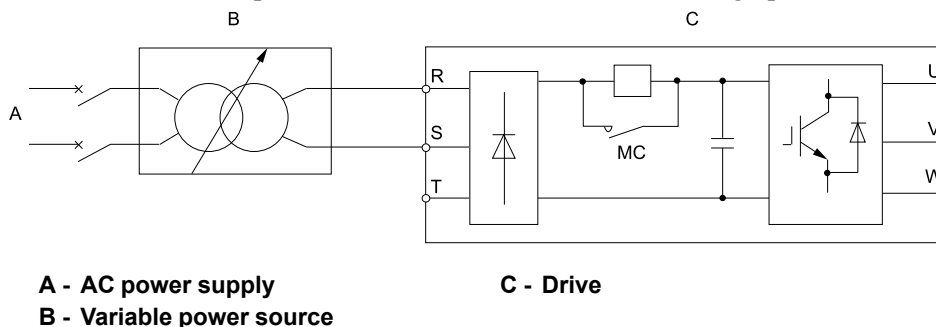 B
C
A
R
S
T
MC
U
V
W
A - AC power supply
B - Variable power source
C - Drive